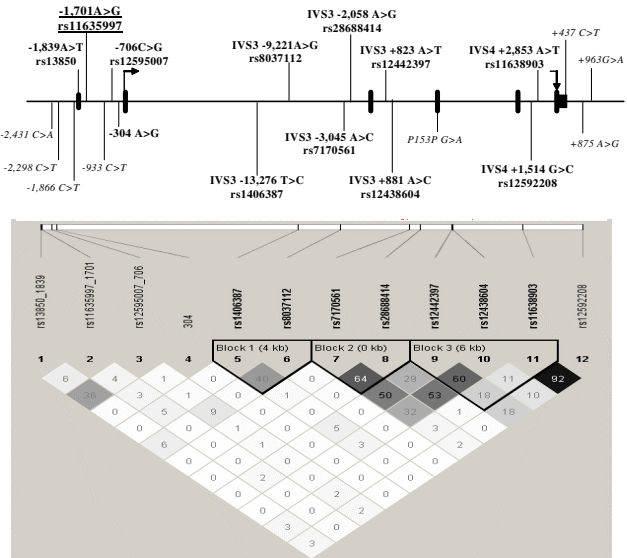 -1,701A>G
rs11635997
IVS3 -2,058 A>G
rs28688414
-1,839A>T
rs13850
-706C>G
rs12595007
IVS3 -9,221A>G
rs8037112
IVS3 +823 A>T
rs12442397
IVS4 +2,853 A>T
rs11638903
+437 C>T
+963G>A
-2,431 C>A
-304 A>G
-2,298 C>T
-933 C>T
-1,866 C>T
IVS3 -3,045 A>C
rs7170561
P153P G>A
+875 A>G
IVS3 -13,276 T>C
rs1406387
IVS3 +881 A>C
rs12438604
IVS4 +1,514 G>C
rs12592208
rs13850_1839
rs11635997_1701
rs12595007_706
304
rs1406387
rs8037112
rs7170561
rs28688414
rs12442397
rs12438604
rs11638903
rs12592208
Block 1 (4 kb) Block 2 (0 kb) Block 3 (6 kb)
1 2 3 4 5 6 7 8 9 10 11 12
6 4 1 0 40 0 64 29 60 11 92
36 3 1 0 0 0 50 53 18 10
0 5 9 0 0 0 32 1 18
0 0 1 0 5 3 2
6 0 1 0 3 0
0 0 0 0 0
0 2 0 0
0 0 2
0 0 2
3 0
3